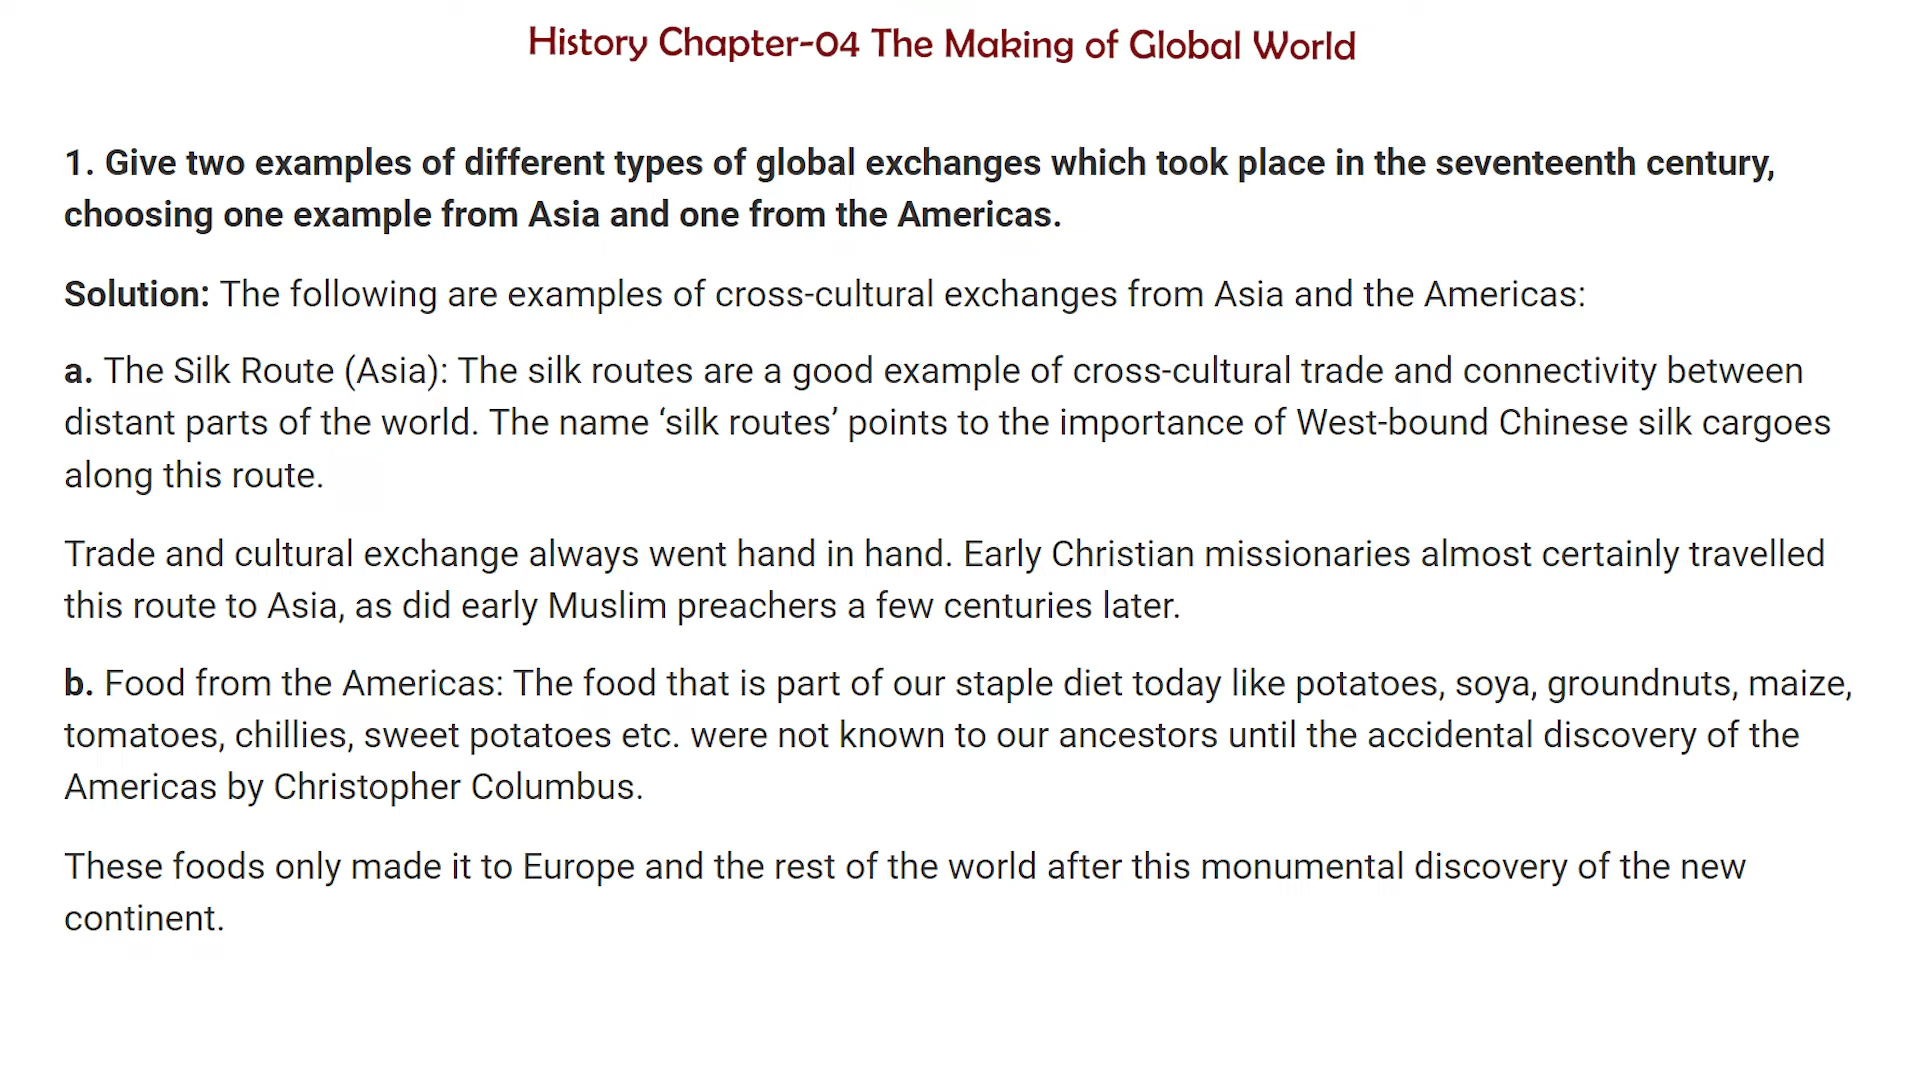 History Chapter-04 The Making of Global World
1. Give two examples of different types of global exchanges which took place in the seventeenth century,
choosing one example from Asia and one from the Americas.
Solution: The following are examples of cross-cultural exchanges from Asia and the Americas:
a. The Silk Route (Asia): The silk routes are a good example of cross-cultural trade and connectivity between
distant parts of the world. The name ‘silk routes’ points to the importance of West-bound Chinese silk cargoes
along this route.
Trade and cultural exchange always went hand in hand. Early Christian missionaries almost certainly travelled
this route to Asia, as did early Muslim preachers a few centuries later.
b. Food from the Americas: The food that is part of our staple diet today like potatoes, soya, groundnuts, maize,
tomatoes, chillies, sweet potatoes etc. were not known to our ancestors until the accidental discovery of the
Americas by Christopher Columbus.
These foods only made it to Europe and the rest of the world after this monumental discovery of the new
continent.